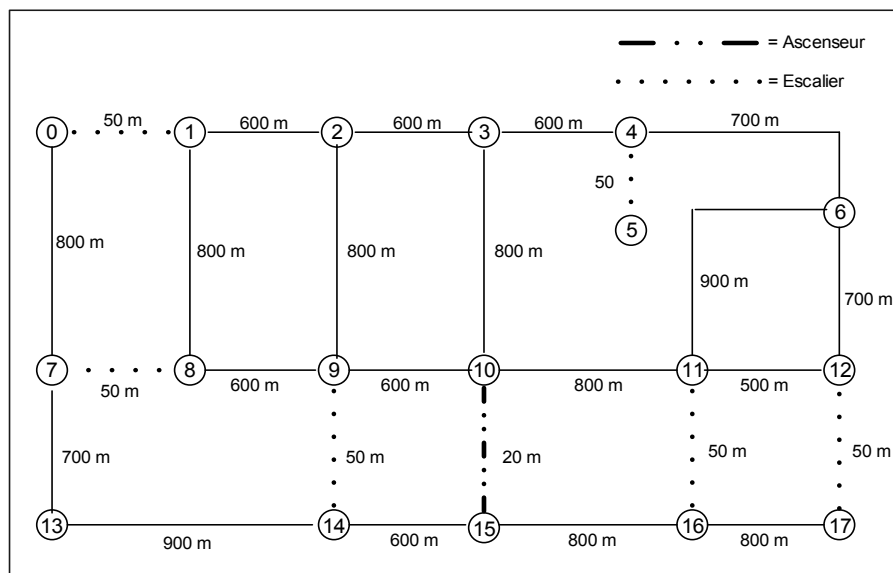 = Ascenseur
= Escalier
50 m 600 m 600 m 600 m 700 m
0 1 2 3 4
50
6
5
800 m 800 m 800 m 800 m
900 m 700 m
7 8 9 10 11 12
50 m 600 m 600 m 800 m 500 m
700 m 50 m 20 m 50 m 50 m
13 14 15 16 17
900 m 600 m 800 m 800 m